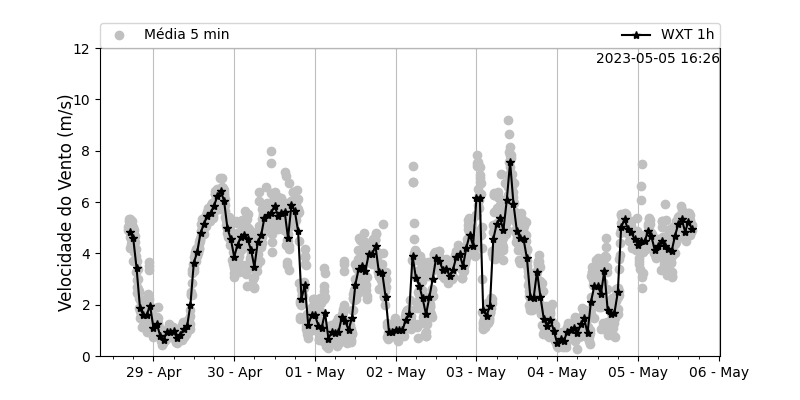 Média 5 min
WXT 1h
2023-05-05 16:26
Velocidade do Vento (m/s)
12
10
8
6
4
2
0
29 - Apr
30 - Apr
01 - May
02 - May
03 - May
04 - May
05 - May
06 - May